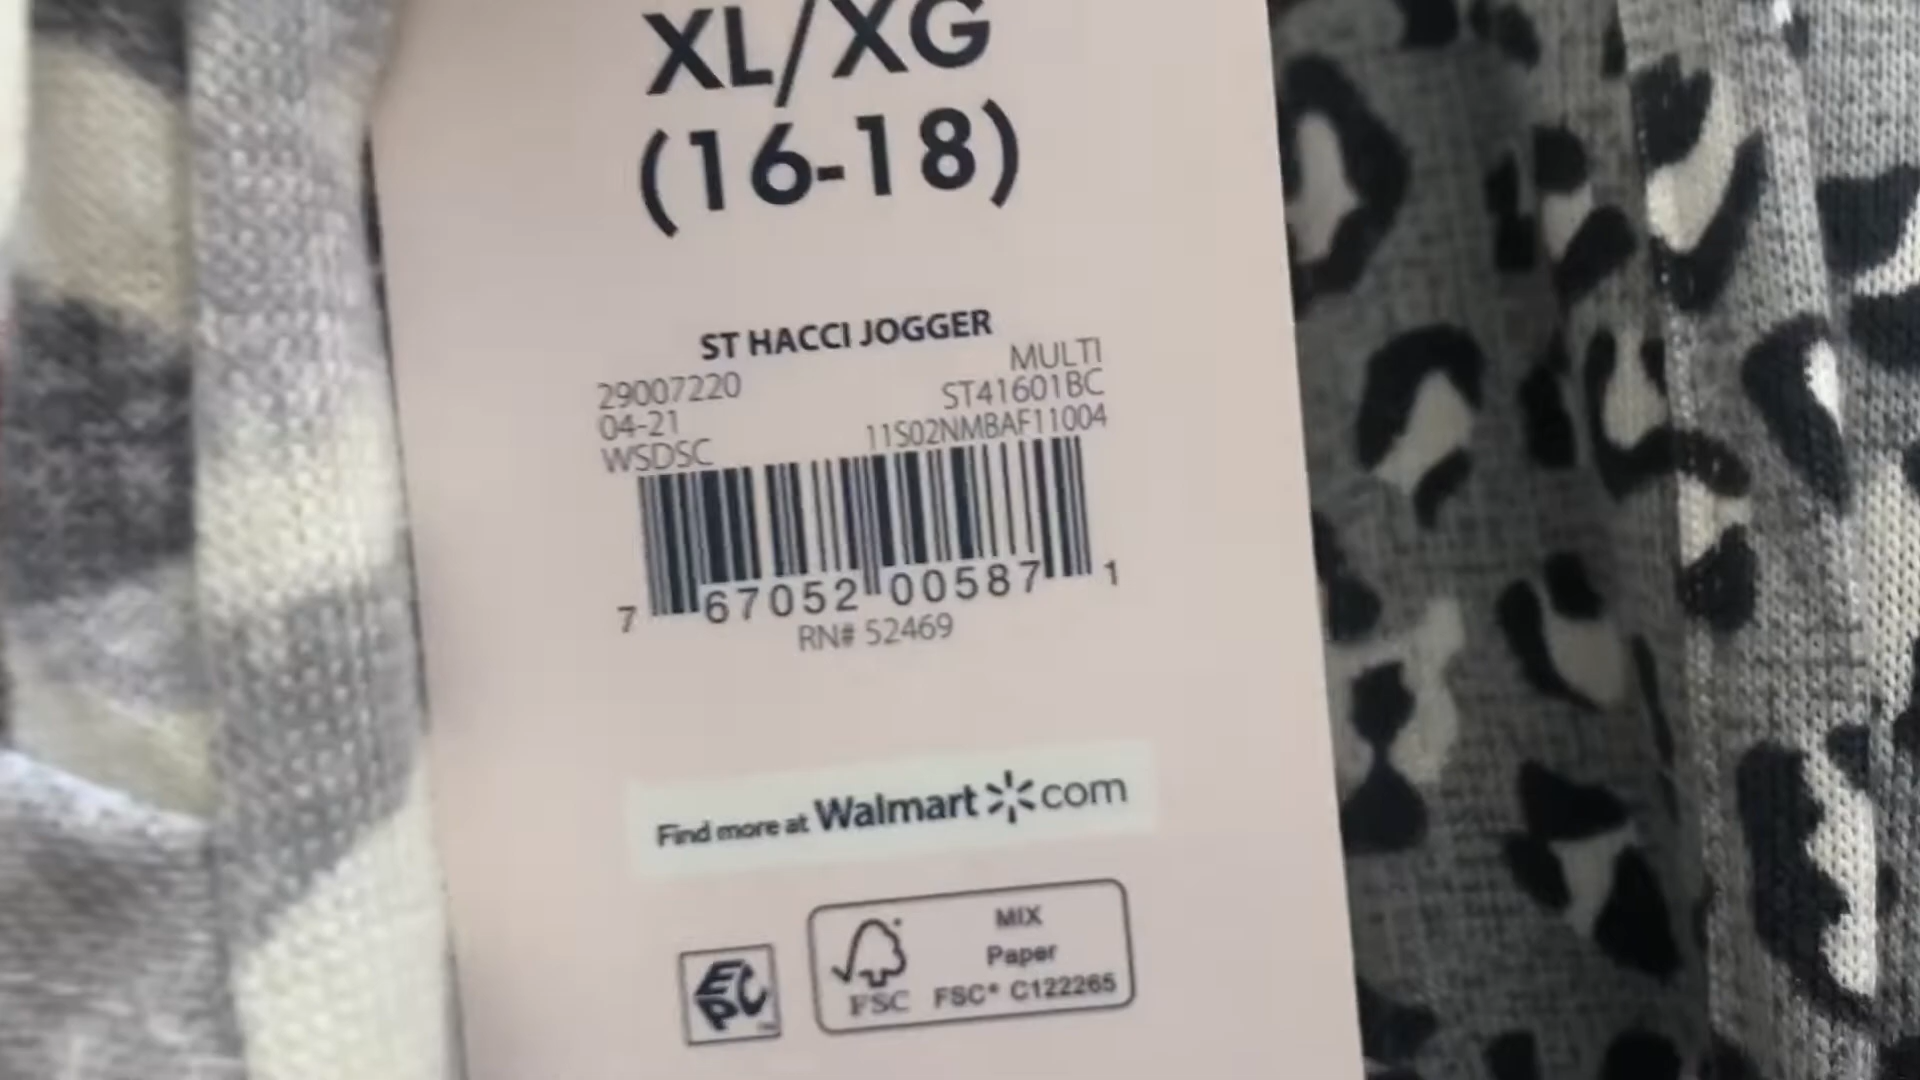 XL/XG
(16-18)
ST HACCI JOGGER
MULTI
29007220 ST41601BC
04-21 11S02NMBAF11004
WSDSC
7 67052 00587 1
RN# 52469
Find more at Walmart com
EPC
MIX
Paper
FSC FSC® C122265